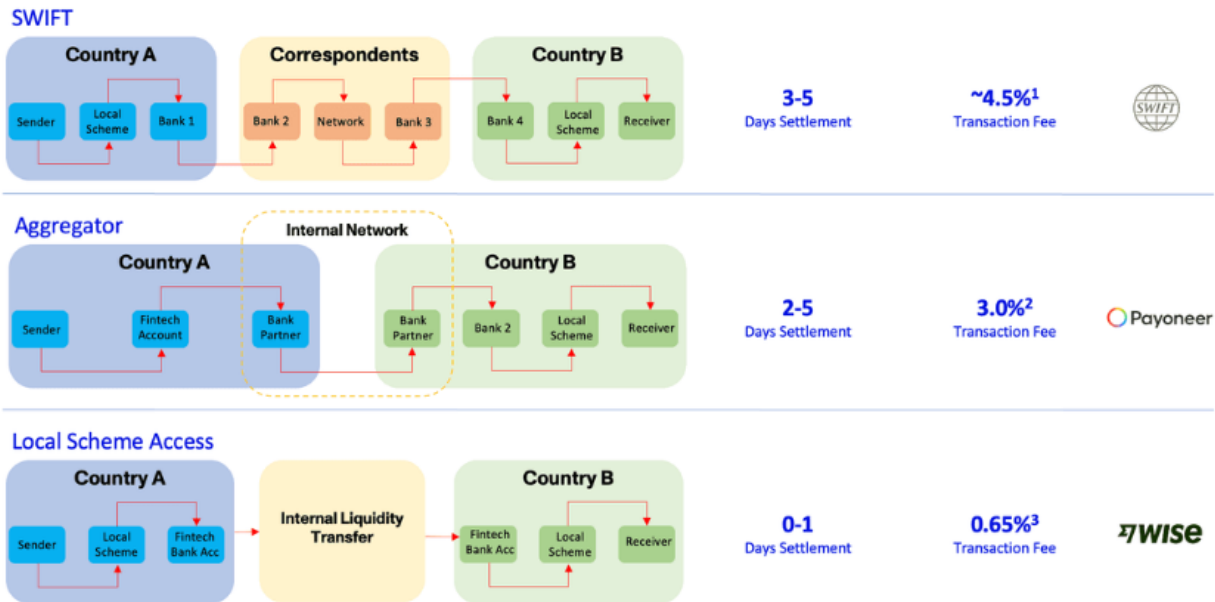 SWIFT
Country A
Correspondents
Country B
Sender
Local
Scheme
Bank 1
Bank 2
Network
Bank 3
Bank 4
Local
Scheme
Receiver
3-5
Days Settlement
~4.5%¹
Transaction Fee
SWIFT
Aggregator
Internal Network
Country A
Country B
Sender
Fintech
Account
Bank
Partner
Bank
Partner
Bank 2
Local
Scheme
Receiver
2-5
Days Settlement
3.0%²
Transaction Fee
Payoneer
Local Scheme Access
Country A
Internal Liquidity
Transfer
Country B
Sender
Local
Scheme
Fintech
Bank Acc
Fintech
Bank Acc
Local
Scheme
Receiver
0-1
Days Settlement
0.65%³
Transaction Fee
WISE